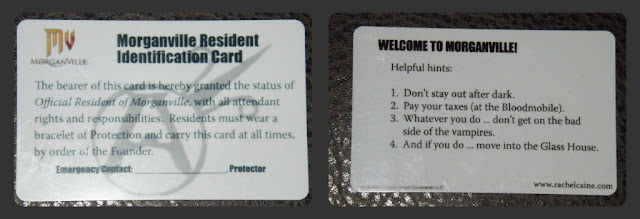 MV
MORGANVILLE
Morganville Resident
Identification Card
The bearer of this card is hereby granted the status of
Official Resident of Morganville, with all attendant
rights and responsibilities. Residents must wear a
bracelet of Protection and carry this card at all times,
by order of the Founder.
Emergency Contact: ____________________, Protector
WELCOME TO MORGANVILLE!
Helpful hints:
1. Don't stay out after dark.
2. Pay your taxes (at the Bloodmobile).
3. Whatever you do ... don't get on the bad
side of the vampires.
4. And if you do ... move into the Glass House.
www.rachelcaine.com